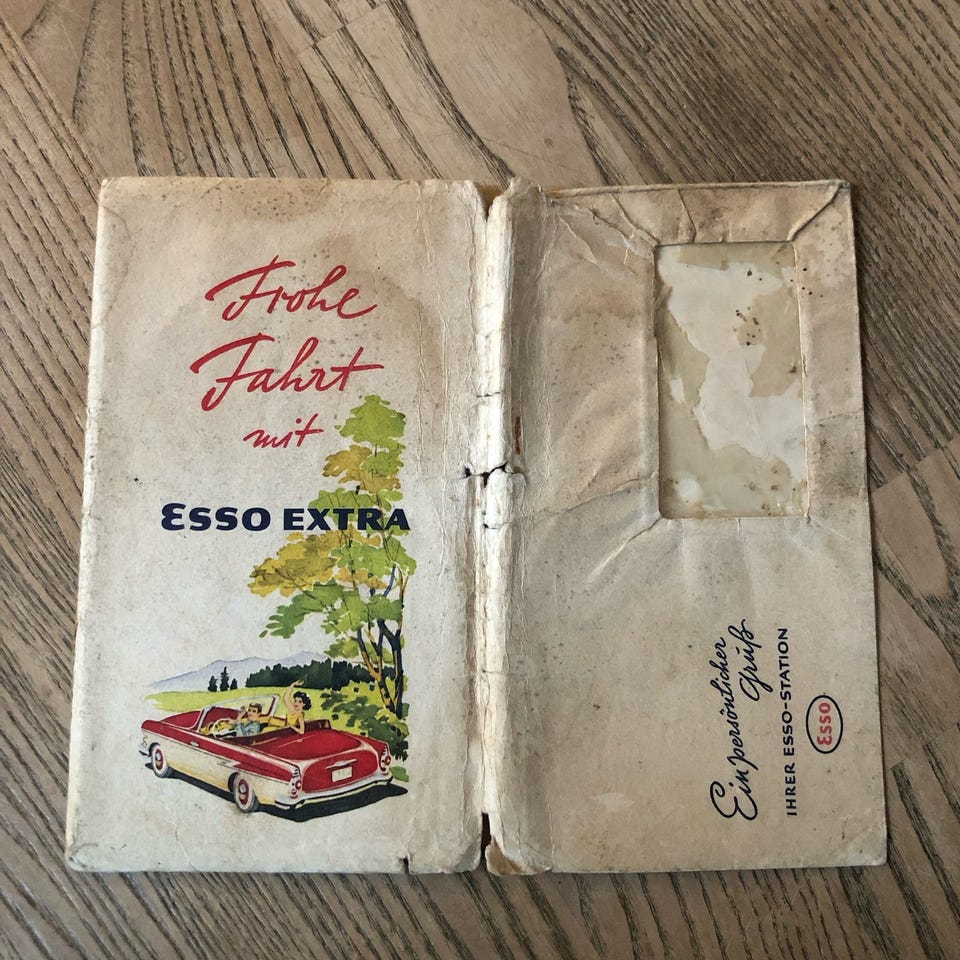 Frohe
Fahrt
mit
ESSO EXTRA
Ein persönlicher
Gruß
IHRER ESSO-STATION
Esso